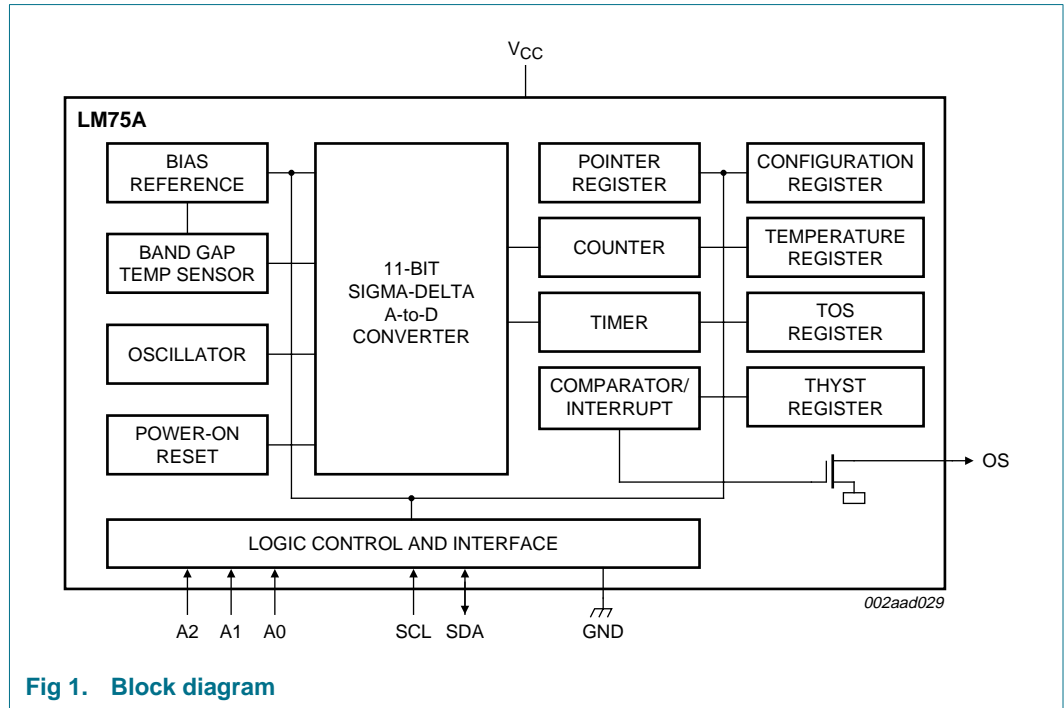 VCC
LM75A
BIAS
REFERENCE
BAND GAP
TEMP SENSOR
OSCILLATOR
POWER-ON
RESET
11-BIT
SIGMA-DELTA
A-to-D
CONVERTER
POINTER
REGISTER
COUNTER
TIMER
COMPARATOR/
INTERRUPT
CONFIGURATION
REGISTER
TEMPERATURE
REGISTER
TOS
REGISTER
THYST
REGISTER
OS
LOGIC CONTROL AND INTERFACE
002aad029
A2 A1 A0 SCL SDA GND
Fig 1. Block diagram